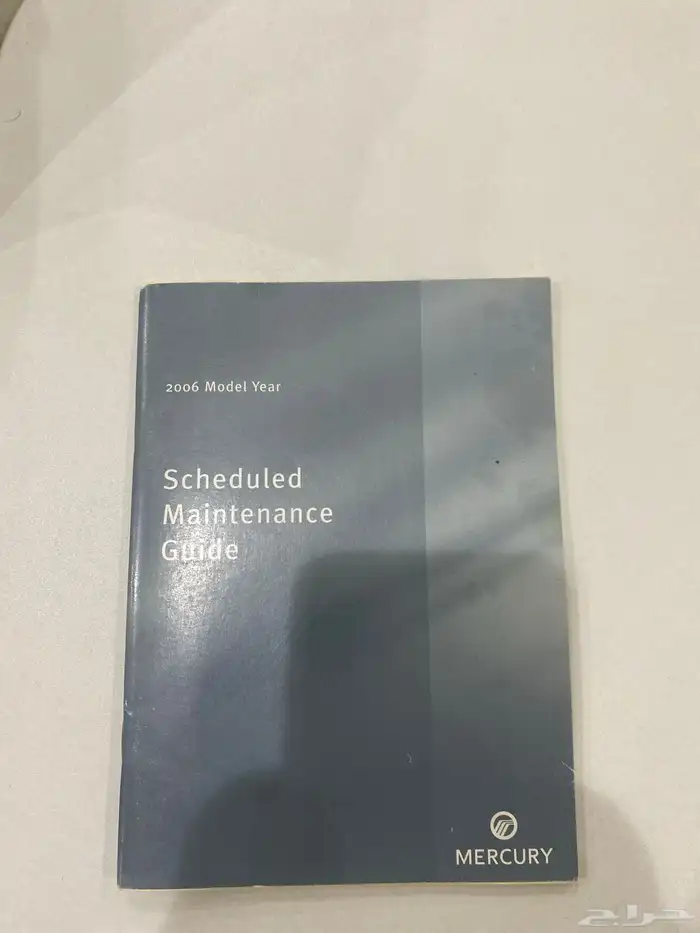 2006 Model Year
Scheduled
Maintenance
Guide
MERCURY
حراج